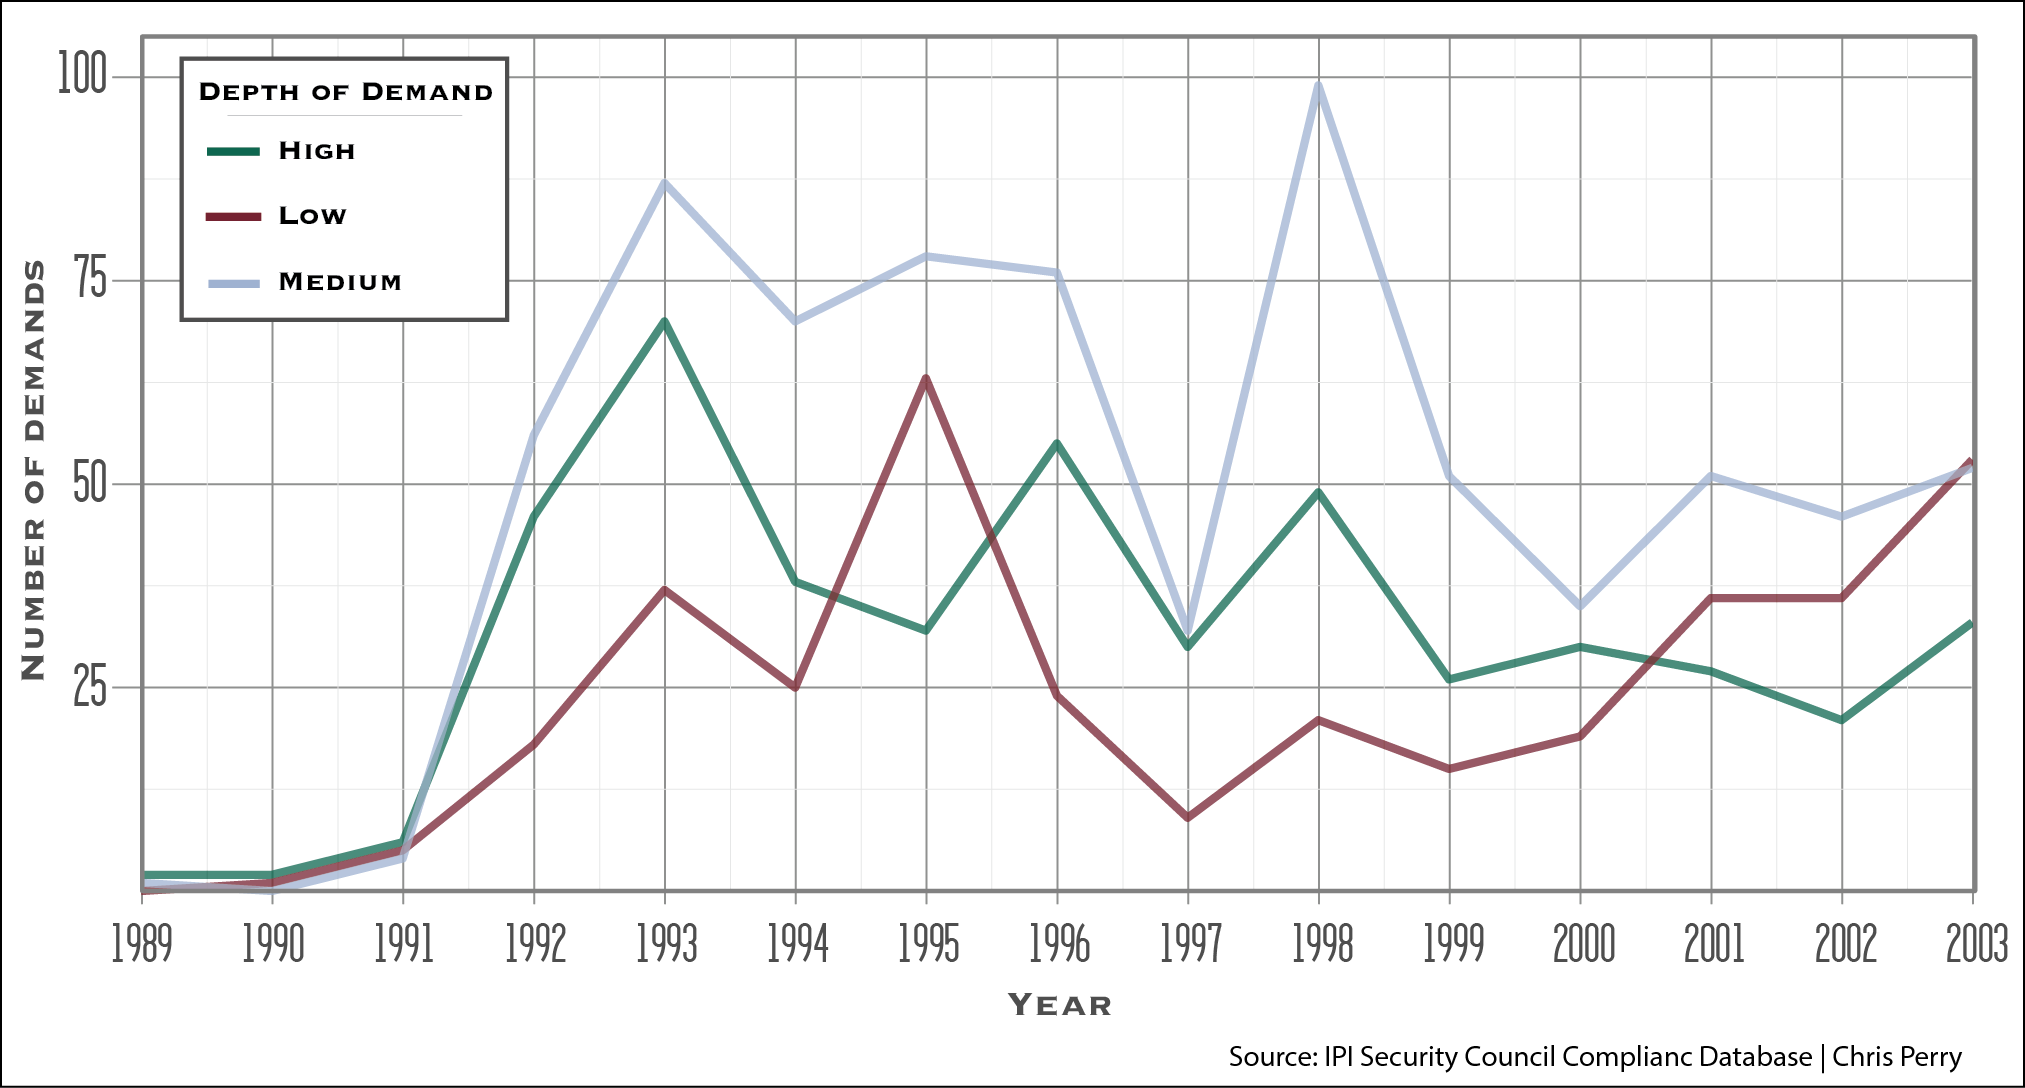 100
75
50
25
NUMBER OF DEMANDS
DEPTH OF DEMAND
HIGH
LOW
MEDIUM
1989 1990 1991 1992 1993 1994 1995 1996 1997 1998 1999 2000 2001 2002 2003
YEAR
Source: IPI Security Council Complianc Database | Chris Perry